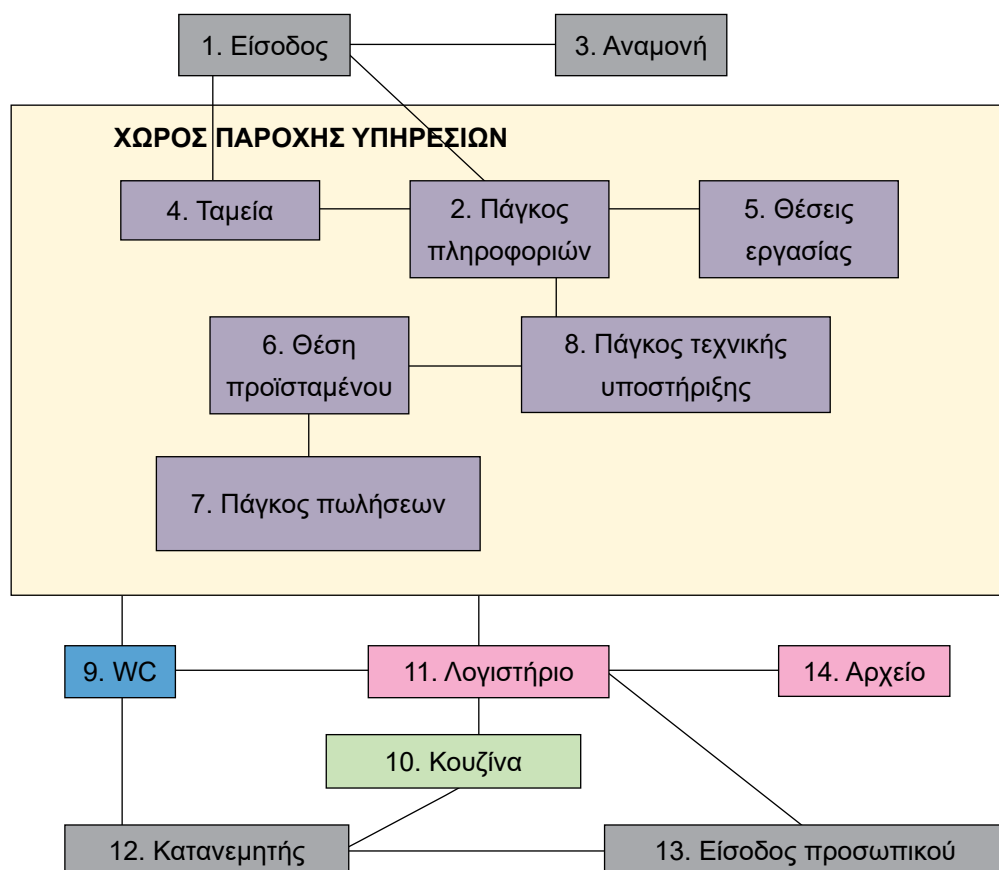 1. Είσοδος
3. Αναμονή
ΧΩΡΟΣ ΠΑΡΟΧΗΣ ΥΠΗΡΕΣΙΩΝ
4. Ταμεία
2. Πάγκος
πληροφοριών
5. Θέσεις
εργασίας
6. Θέση
προϊσταμένου
8. Πάγκος τεχνικής
υποστήριξης
7. Πάγκος πωλήσεων
9. WC
11. Λογιστήριο
14. Αρχείο
10. Κουζίνα
12. Κατανεμητής
13. Είσοδος προσωπικού